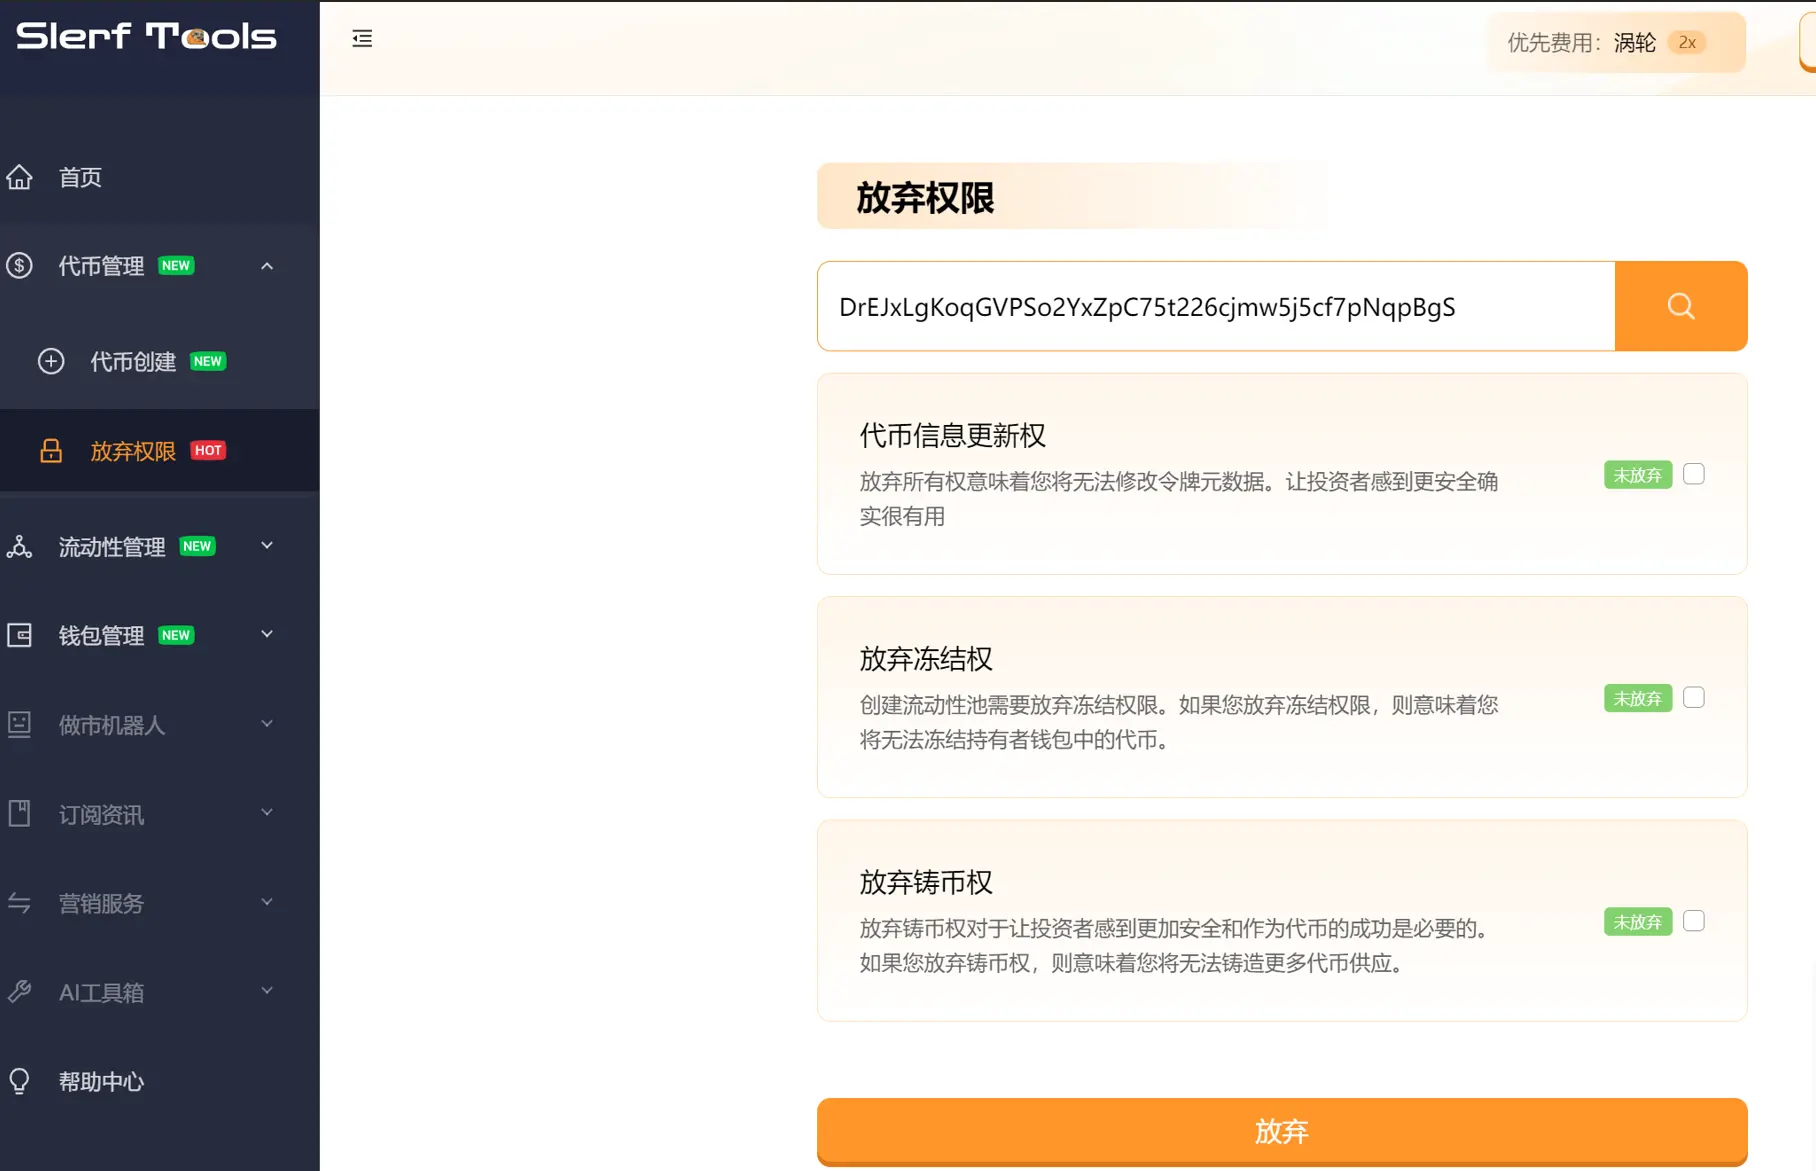 Slerf Tools
优先费用：涡轮 2x
首页
代币管理 NEW
代币创建 NEW
放弃权限 HOT
流动性管理 NEW
钱包管理 NEW
做市机器人
订阅资讯
营销服务
AI工具箱
帮助中心
放弃权限
DrEJxLgKoqGVPSo2YxZpC75t226cjmw5j5cf7pNqpBgS
代币信息更新权
放弃所有权意味着您将无法修改令牌元数据。让投资者感到更安全确
实很有用
未放弃
放弃冻结权
创建流动性池需要放弃冻结权限。如果您放弃冻结权限，则意味着您
将无法冻结持有者钱包中的代币。
未放弃
放弃铸币权
放弃铸币权对于让投资者感到更加安全和作为代币的成功是必要的。
如果您放弃铸币权，则意味着您将无法铸造更多代币供应。
未放弃
放弃